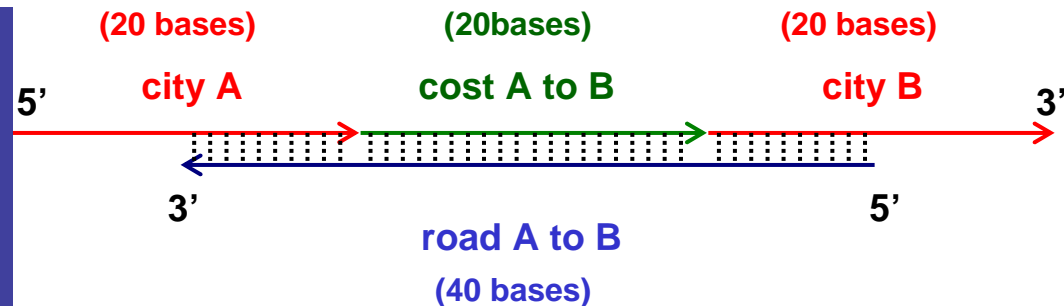 (20 bases) (20bases) (20 bases)
city A cost A to B city B
5’ 3’
3’ 5’
road A to B
(40 bases)